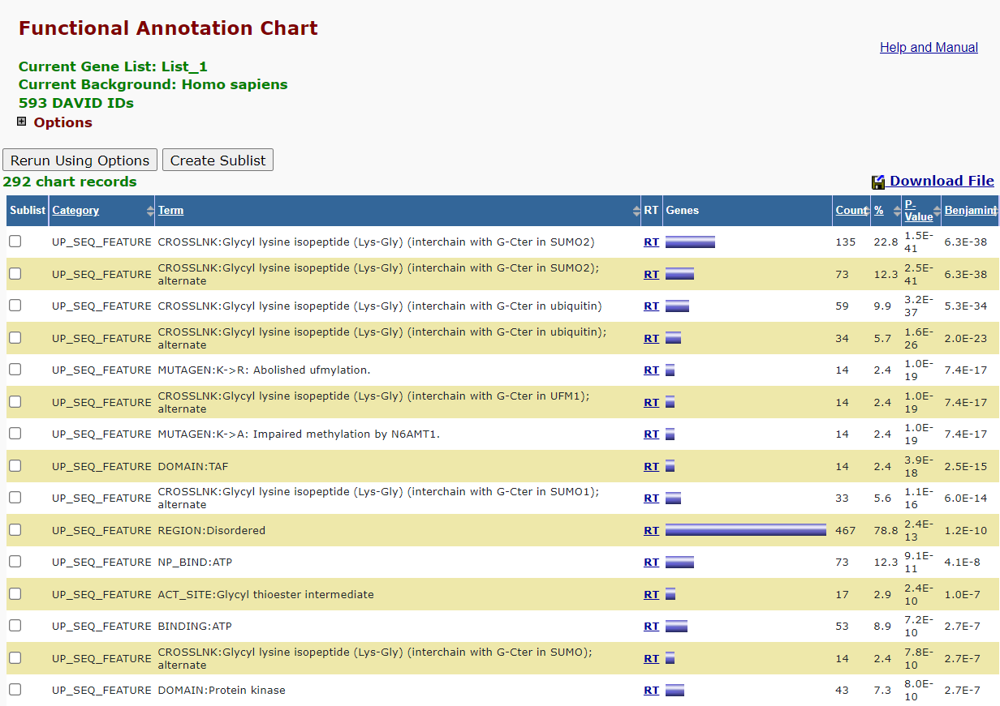 Functional Annotation Chart
Help and Manual
Current Gene List: List_1
Current Background: Homo sapiens
593 DAVID IDs
Options
Rerun Using Options Create Sublist
292 chart records
Download File
Sublist Category Term RT Genes Count % P-Value Benjamini
UP_SEQ_FEATURE CROSSLNK:Glycyl lysine isopeptide (Lys-Gly) (interchain with G-Cter in SUMO2) RT 135 22.8 1.5E-41 6.3E-38
UP_SEQ_FEATURE CROSSLNK:Glycyl lysine isopeptide (Lys-Gly) (interchain with G-Cter in SUMO2); alternate RT 73 12.3 2.5E-41 6.3E-38
UP_SEQ_FEATURE CROSSLNK:Glycyl lysine isopeptide (Lys-Gly) (interchain with G-Cter in ubiquitin) RT 59 9.9 3.2E-37 5.3E-34
UP_SEQ_FEATURE CROSSLNK:Glycyl lysine isopeptide (Lys-Gly) (interchain with G-Cter in ubiquitin); alternate RT 34 5.7 1.6E-26 2.0E-23
UP_SEQ_FEATURE MUTAGEN:K->R: Abolished ufmylation. RT 14 2.4 1.0E-19 7.4E-17
UP_SEQ_FEATURE CROSSLNK:Glycyl lysine isopeptide (Lys-Gly) (interchain with G-Cter in UFM1); alternate RT 14 2.4 1.0E-19 7.4E-17
UP_SEQ_FEATURE MUTAGEN:K->A: Impaired methylation by N6AMT1. RT 14 2.4 1.0E-19 7.4E-17
UP_SEQ_FEATURE DOMAIN:TAF RT 14 2.4 3.9E-18 2.5E-15
UP_SEQ_FEATURE CROSSLNK:Glycyl lysine isopeptide (Lys-Gly) (interchain with G-Cter in SUMO1); alternate RT 33 5.6 1.1E-16 6.0E-14
UP_SEQ_FEATURE REGION:Disordered RT 467 78.8 2.4E-13 1.2E-10
UP_SEQ_FEATURE NP_BIND:ATP RT 73 12.3 9.1E-11 4.1E-8
UP_SEQ_FEATURE ACT_SITE:Glycyl thioester intermediate RT 17 2.9 2.4E-10 1.0E-7
UP_SEQ_FEATURE BINDING:ATP RT 53 8.9 7.2E-10 2.7E-7
UP_SEQ_FEATURE CROSSLNK:Glycyl lysine isopeptide (Lys-Gly) (interchain with G-Cter in SUMO); alternate RT 14 2.4 7.8E-10 2.7E-7
UP_SEQ_FEATURE DOMAIN:Protein kinase RT 43 7.3 8.0E-10 2.7E-7